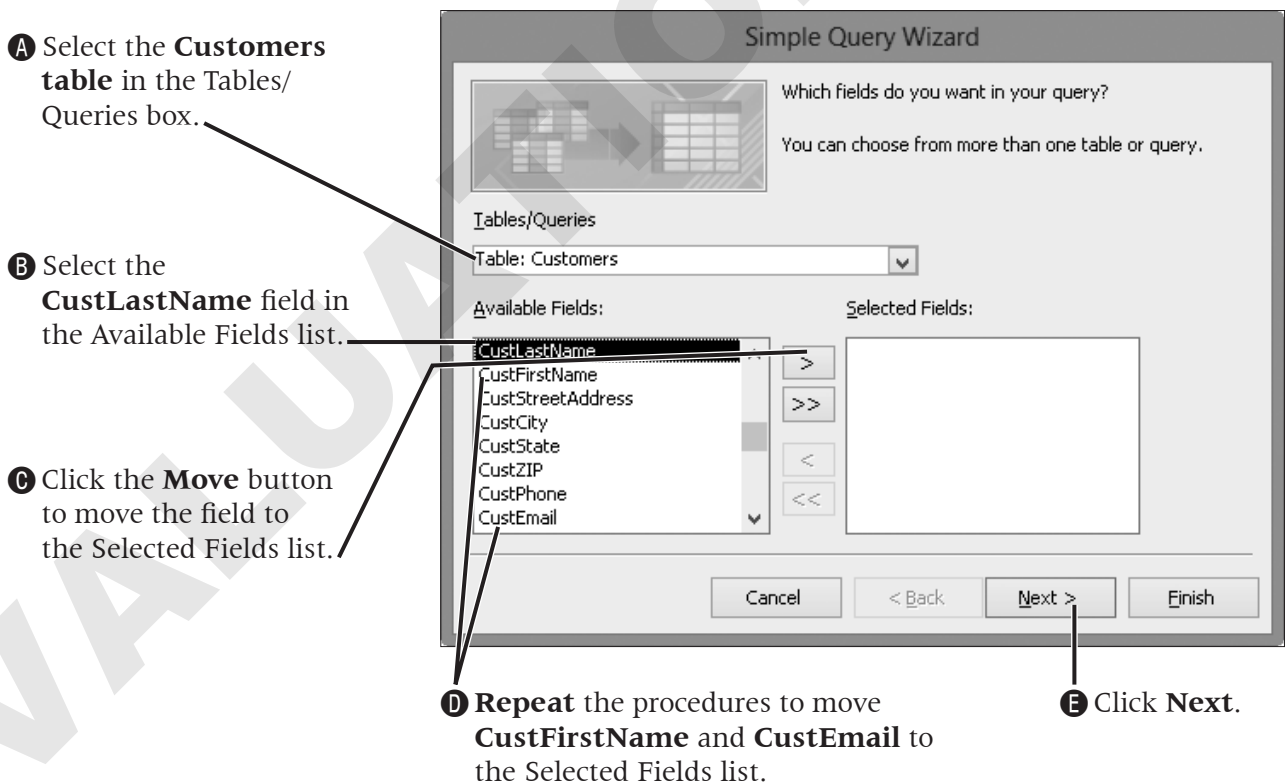 A Select the Customers
table in the Tables/
Queries box.
B Select the
CustLastName field in
the Available Fields list.
C Click the Move button
to move the field to
the Selected Fields list.
Simple Query Wizard
Which fields do you want in your query?
You can choose from more than one table or query.
Tables/Queries
Table: Customers
Available Fields:
Selected Fields:
CustLastName
CustFirstName
CustStreetAddress
CustCity
CustState
CustZIP
CustPhone
CustEmail
>
>>
<
<<
Cancel
< Back
Next >
Finish
D Repeat the procedures to move
CustFirstName and CustEmail to
the Selected Fields list.
E Click Next.
VALUATIO